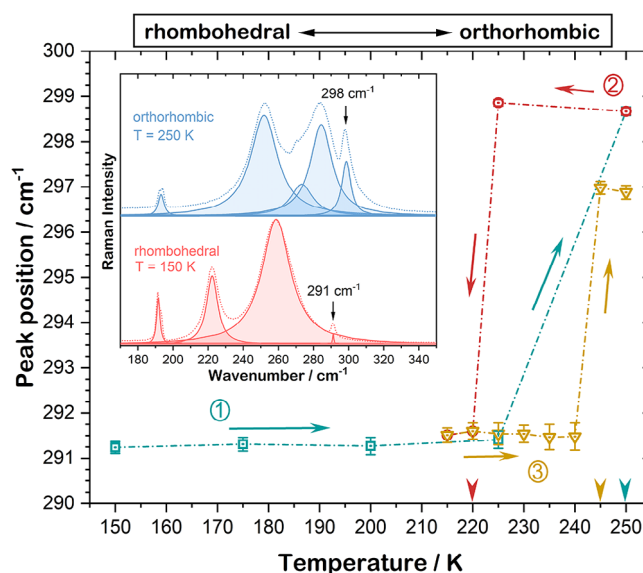 rhombohedral orthorhombic
300
299
298
297
296
295
294
293
292
291
290
Peak position / cm⁻¹
orthorhombic
T = 250 K
298 cm⁻¹
rhombohedral
T = 150 K
291 cm⁻¹
Raman Intensity
180 200 220 240 260 280 300 320 340
Wavenumber / cm⁻¹
①
②
③
150 160 170 180 190 200 210 220 230 240 250
Temperature / K